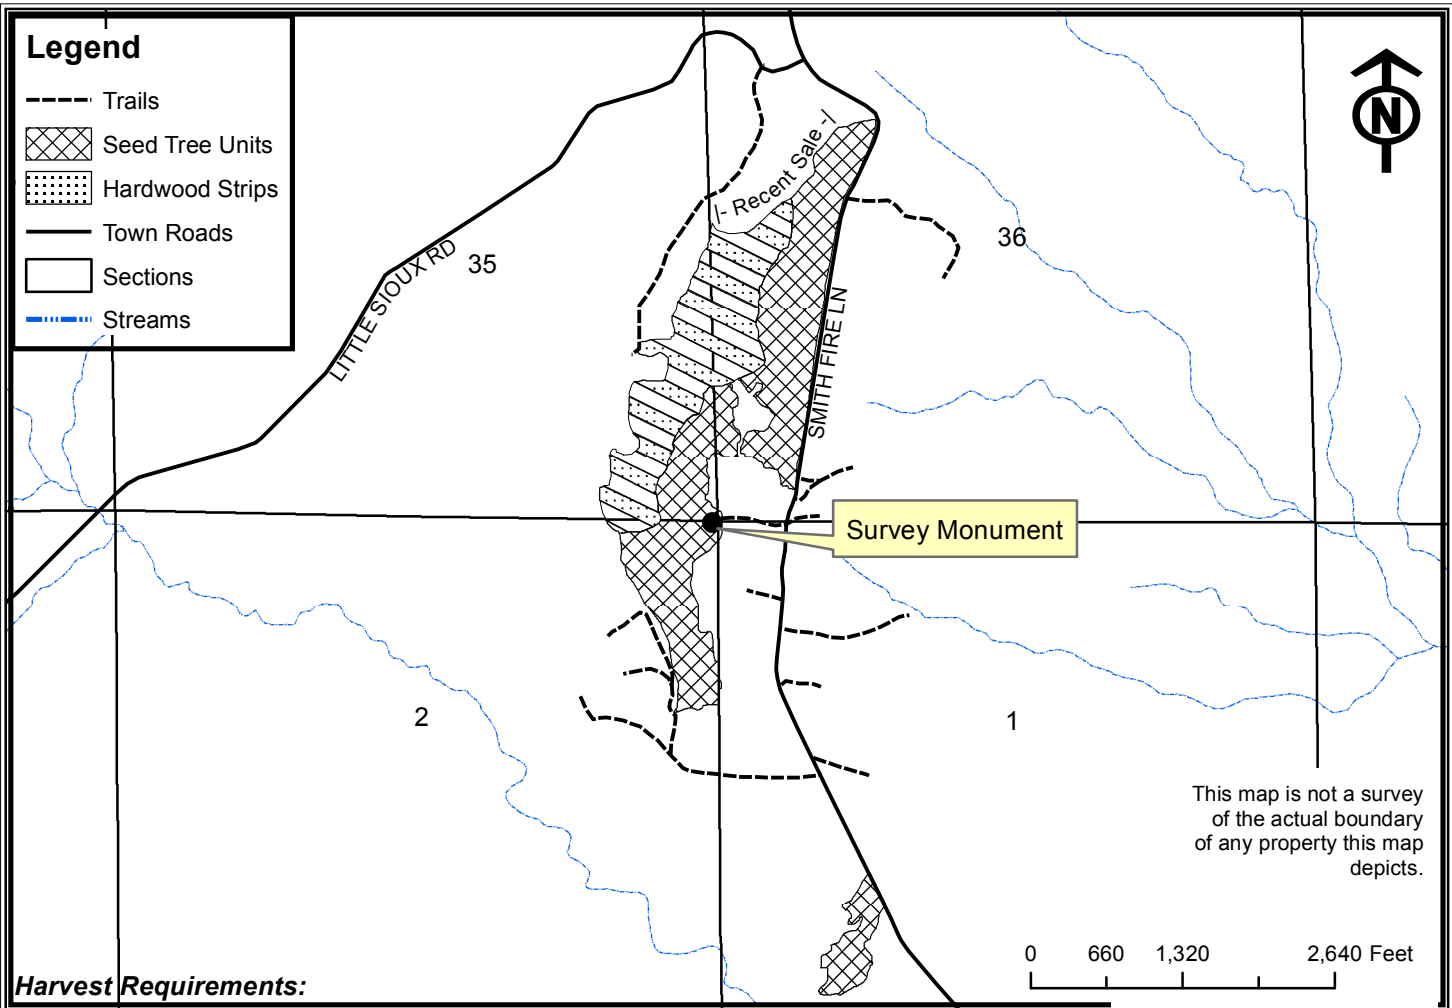 Legend
Trails
Seed Tree Units
Hardwood Strips
Town Roads
Sections
Streams
N
|- Recent Sale -|
36
35
LITTLE SIOUX RD
SMITH FIRE LN
Survey Monument
2
1
This map is not a survey
of the actual boundary
of any property this map
depicts.
0 660 1,320 2,640 Feet
Harvest Requirements: